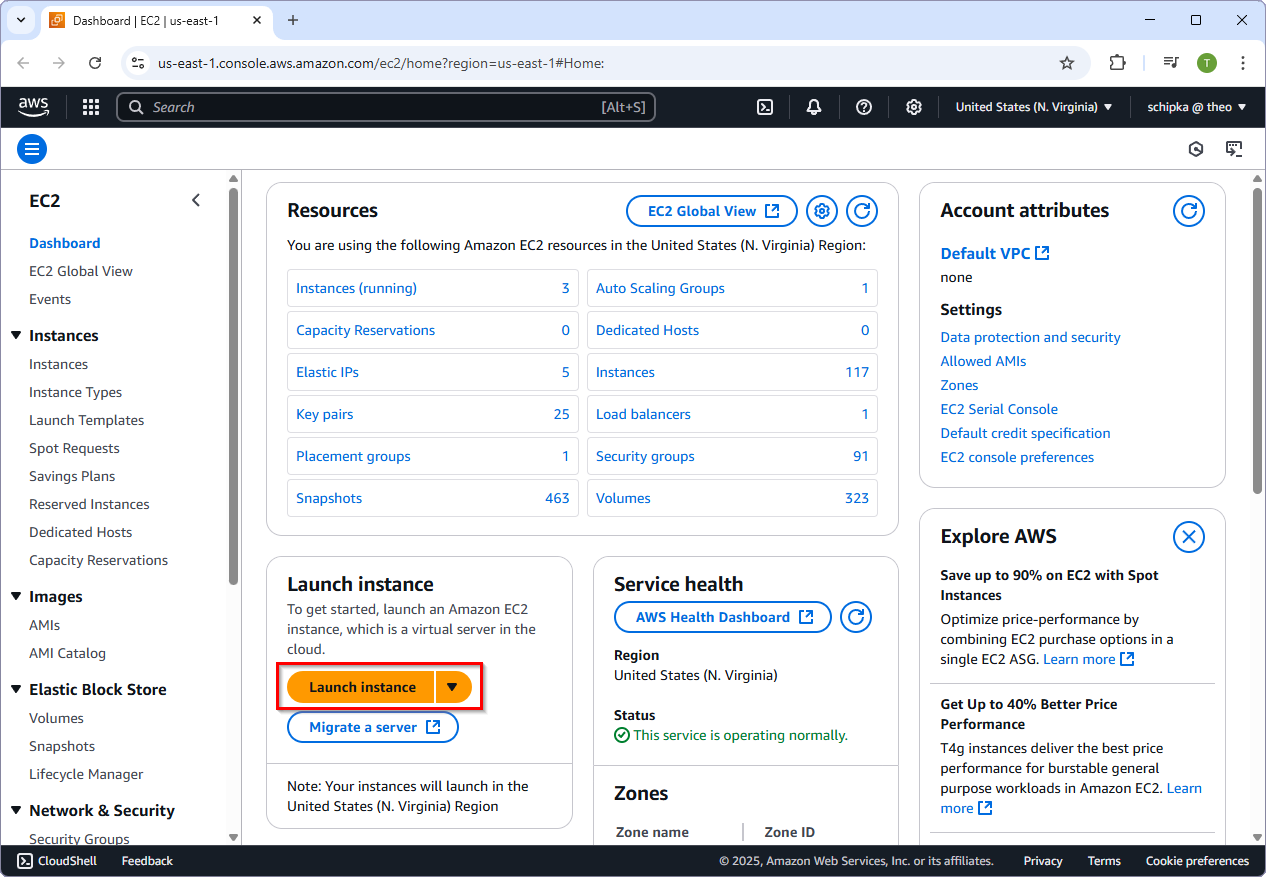 Dashboard | EC2 | us-east-1
us-east-1.console.aws.amazon.com/ec2/home?region=us-east-1#Home:
T
aws
Search [Alt+S]
United States (N. Virginia)
schipka @ theo
EC2
Dashboard
EC2 Global View
Events
Instances
Instances
Instance Types
Launch Templates
Spot Requests
Savings Plans
Reserved Instances
Dedicated Hosts
Capacity Reservations
Images
AMIs
AMI Catalog
Elastic Block Store
Volumes
Snapshots
Lifecycle Manager
Network & Security
Security Groups
Resources
EC2 Global View
You are using the following Amazon EC2 resources in the United States (N. Virginia) Region:
Instances (running) 3
Auto Scaling Groups 1
Capacity Reservations 0
Dedicated Hosts 0
Elastic IPs 5
Instances 117
Key pairs 25
Load balancers 1
Placement groups 1
Security groups 91
Snapshots 463
Volumes 323
Launch instance
To get started, launch an Amazon EC2
instance, which is a virtual server in the
cloud.
Launch instance
Migrate a server
Note: Your instances will launch in the
United States (N. Virginia) Region
Service health
AWS Health Dashboard
Region
United States (N. Virginia)
Status
This service is operating normally.
Zones
Zone name
Zone ID
Account attributes
Default VPC
none
Settings
Data protection and security
Allowed AMIs
Zones
EC2 Serial Console
Default credit specification
EC2 console preferences
Explore AWS
Save up to 90% on EC2 with Spot
Instances
Optimize price-performance by
combining EC2 purchase options in a
single EC2 ASG. Learn more
Get Up to 40% Better Price
Performance
T4g instances deliver the best price
performance for burstable general
purpose workloads in Amazon EC2. Learn
more
CloudShell
Feedback
© 2025, Amazon Web Services, Inc. or its affiliates.
Privacy
Terms
Cookie preferences